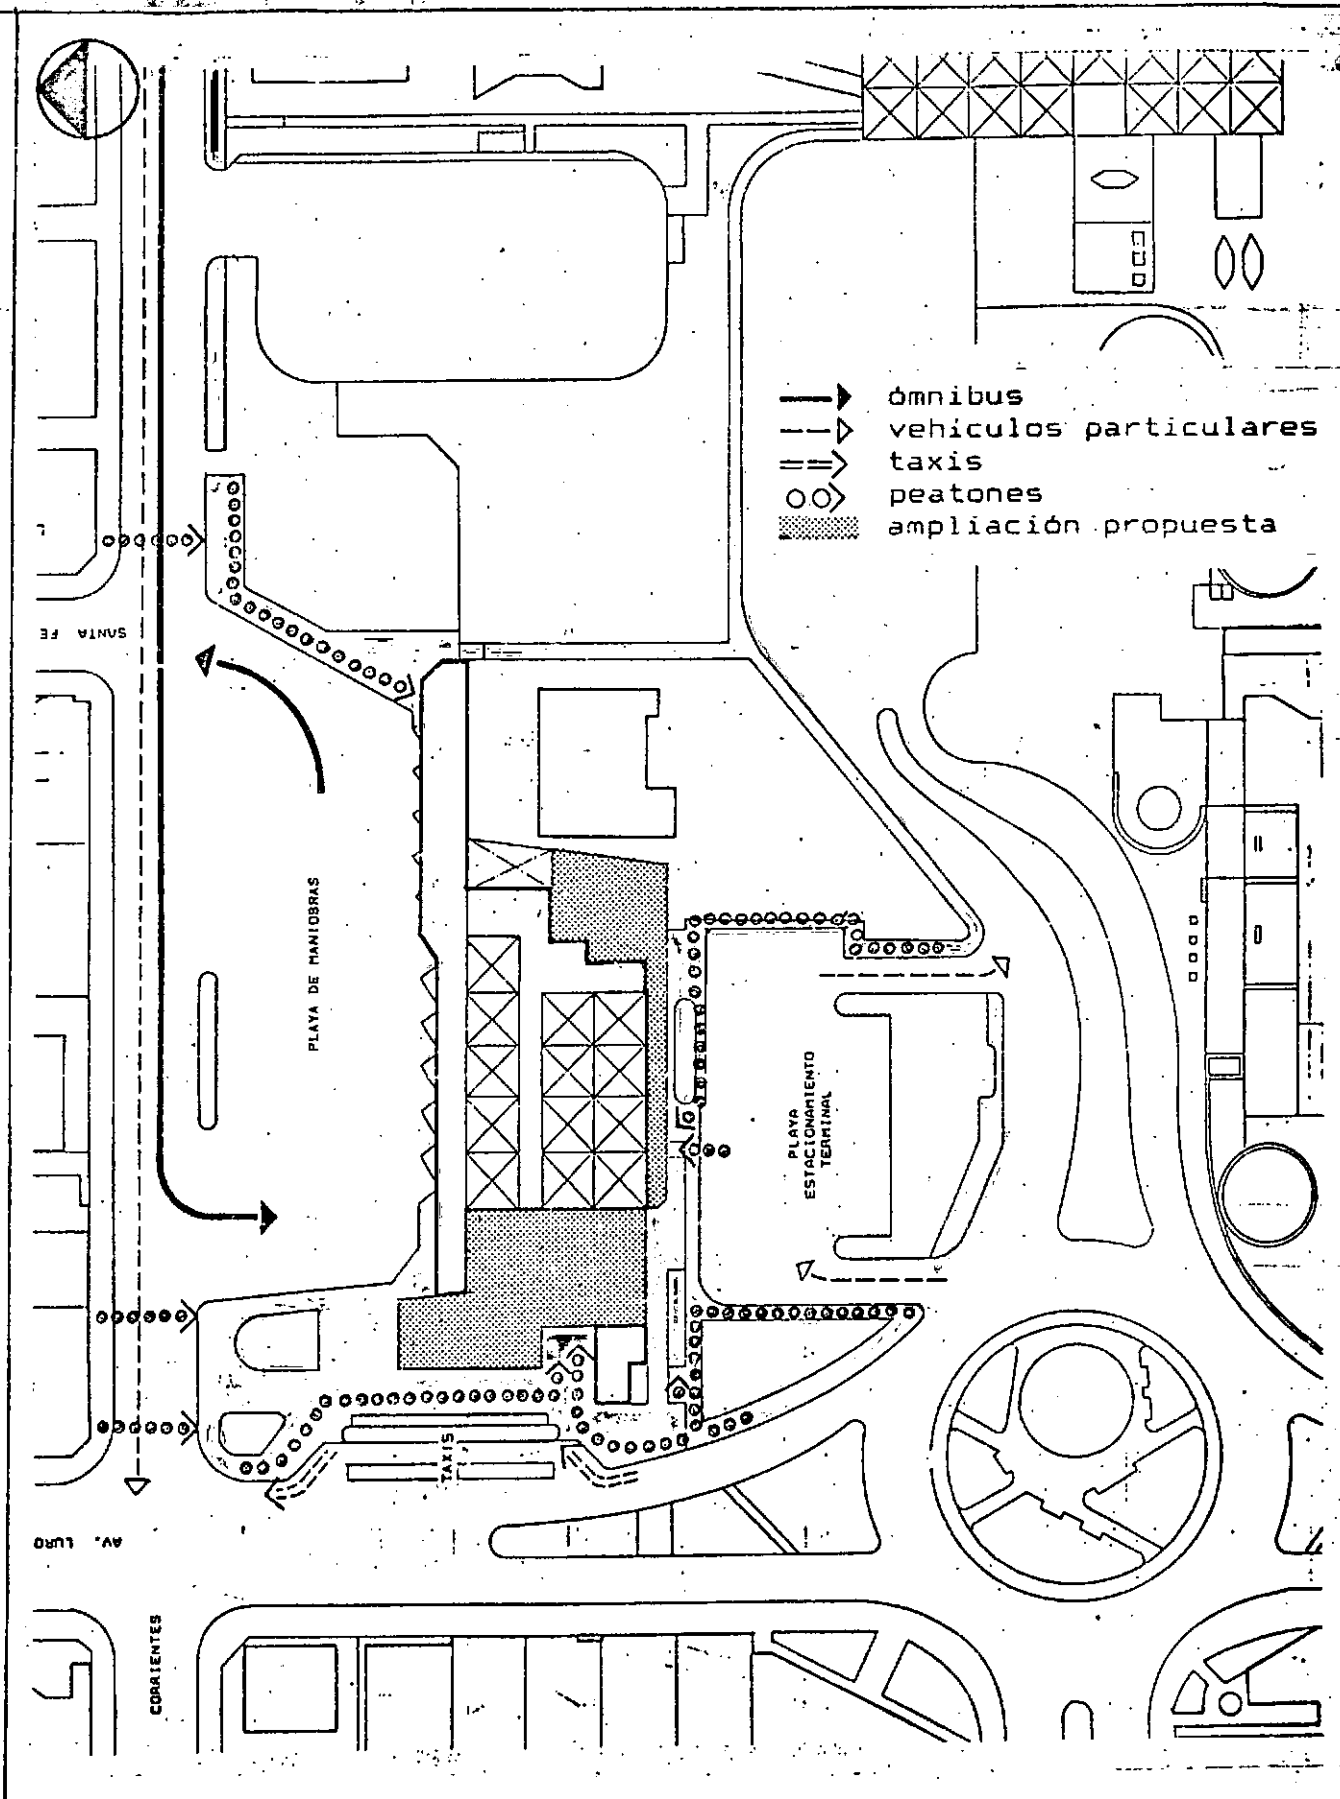 ómnibus
vehiculos particulares
taxis
peatones
ampliación propuesta
SANTA FE
PLAYA DE MANIOBRAS
PLAYA
ESTACIONAMIENTO
TERMINAL
TAXIS
AV. LURO
CORRIENTES